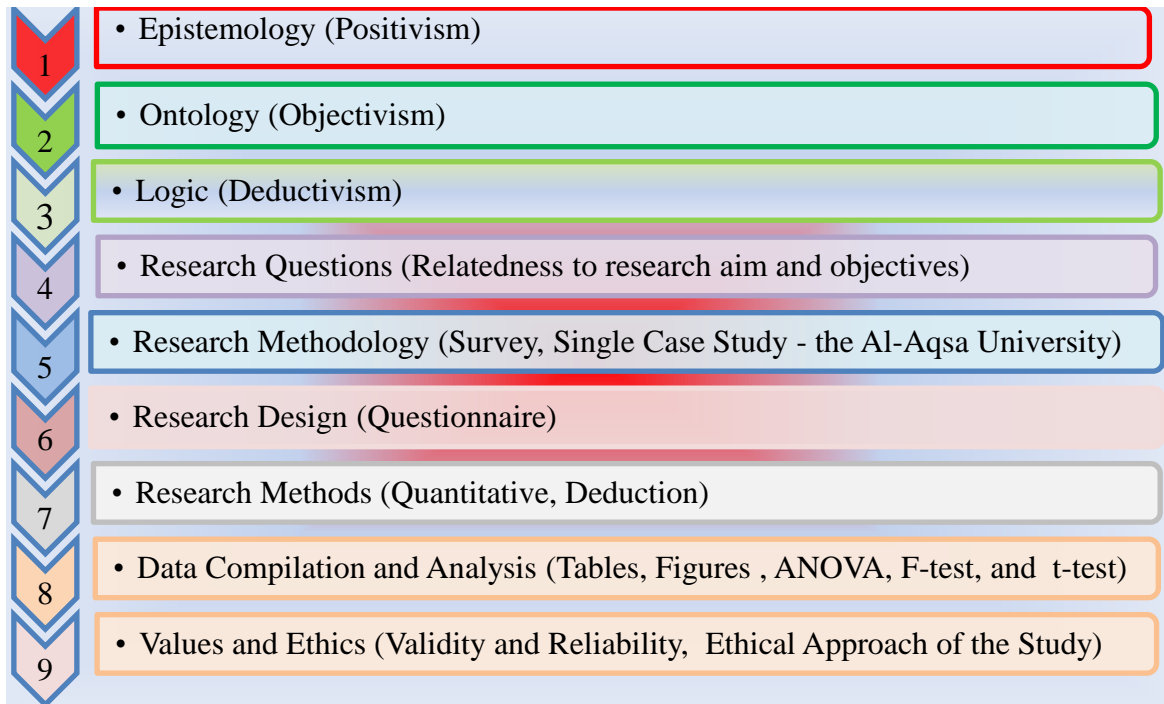 1 • Epistemology (Positivism)
2 • Ontology (Objectivism)
3 • Logic (Deductivism)
4 • Research Questions (Relatedness to research aim and objectives)
5 • Research Methodology (Survey, Single Case Study - the Al-Aqsa University)
6 • Research Design (Questionnaire)
7 • Research Methods (Quantitative, Deduction)
8 • Data Compilation and Analysis (Tables, Figures , ANOVA, F-test, and t-test)
9 • Values and Ethics (Validity and Reliability, Ethical Approach of the Study)